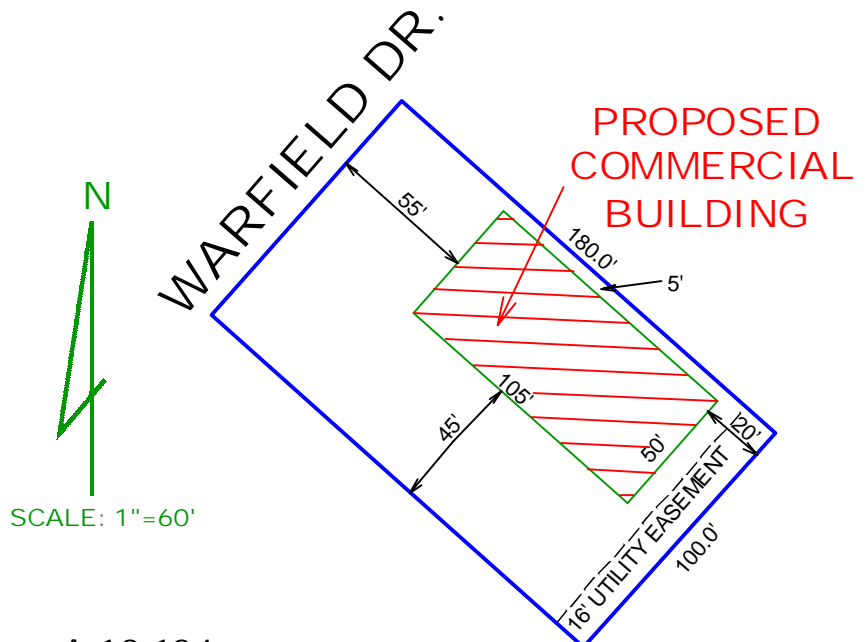 WARFIELD DR.
PROPOSED
COMMERCIAL
BUILDING
N
55'
180.0'
5'
105'
45'
50'
20'
16' UTILITY EASEMENT
100.0'
SCALE: 1"=60'